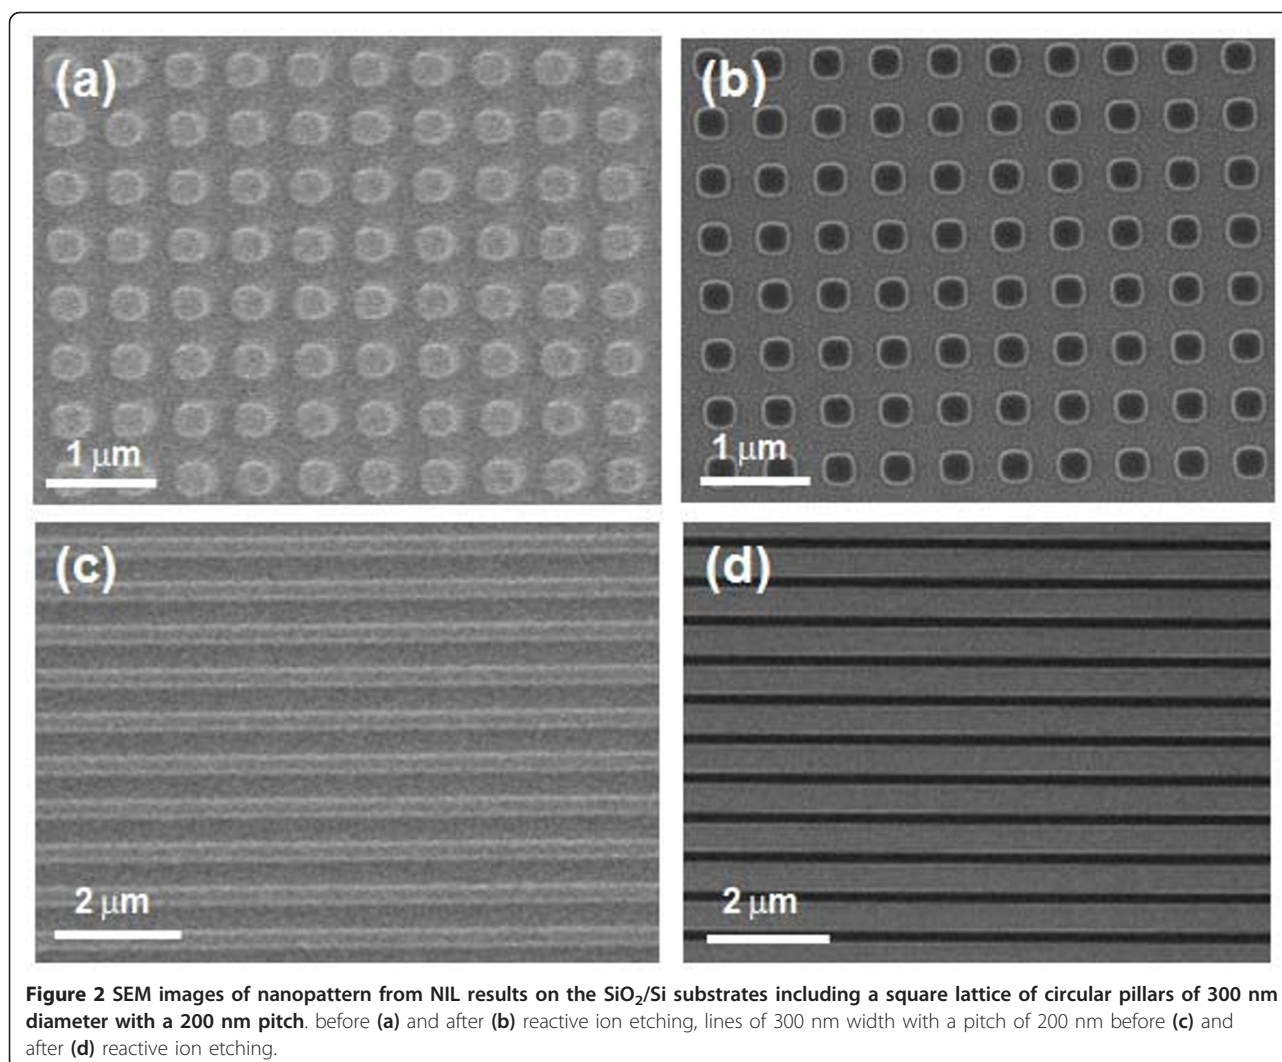 (a)
(b)
1 μm
1 μm
(c)
(d)
2 μm
2 μm
Figure 2 SEM images of nanopattern from NIL results on the SiO₂/Si substrates including a square lattice of circular pillars of 300 nm
diameter with a 200 nm pitch. before (a) and after (b) reactive ion etching, lines of 300 nm width with a pitch of 200 nm before (c) and
after (d) reactive ion etching.